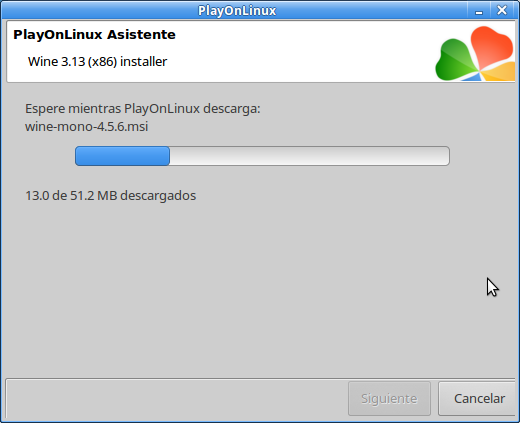 PlayOnLinux
PlayOnLinux Asistente
Wine 3.13 (x86) installer
Espere mientras PlayOnLinux descarga:
wine-mono-4.5.6.msi
13.0 de 51.2 MB descargados
Siguiente
Cancelar